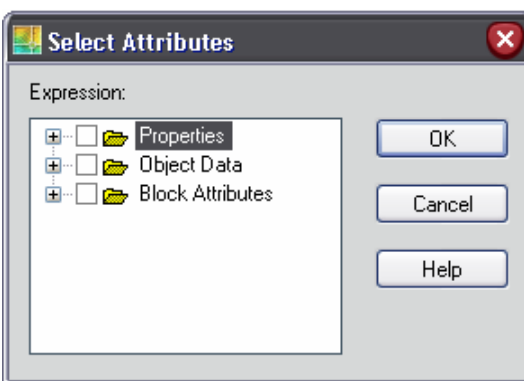 Select Attributes
Expression:
Properties
Object Data
Block Attributes
OK
Cancel
Help